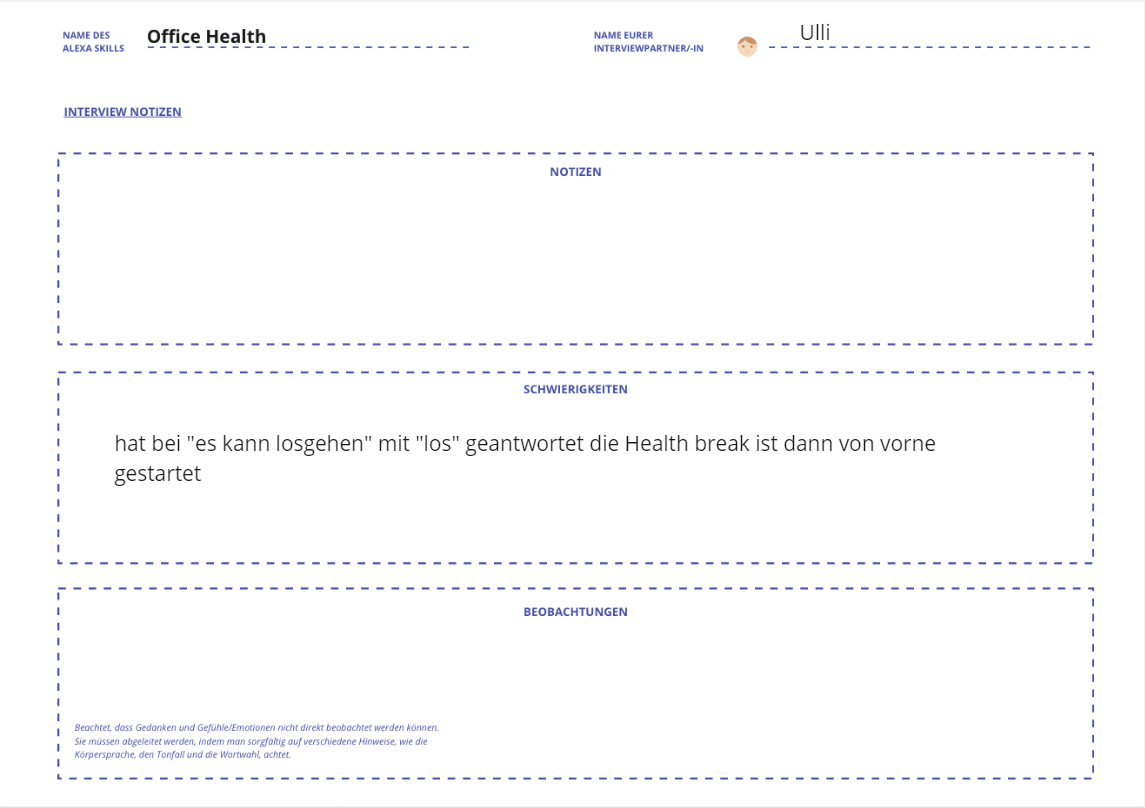 NAME DES
ALEXA SKILLS
Office Health
NAME EURER
INTERVIEWPARTNER/-IN
Ulli
INTERVIEW NOTIZEN
NOTIZEN
SCHWIERIGKEITEN
hat bei "es kann losgehen" mit "los" geantwortet die Health break ist dann von vorne
gestartet
BEOBACHTUNGEN
Beachtet, dass Gedanken und Gefühle/Emotionen nicht direkt beobachtet werden können.
Sie müssen abgeleitet werden, indem man sorgfältig auf verschiedene Hinweise, wie die
Körpersprache, den Tonfall und die Wortwahl, achtet.